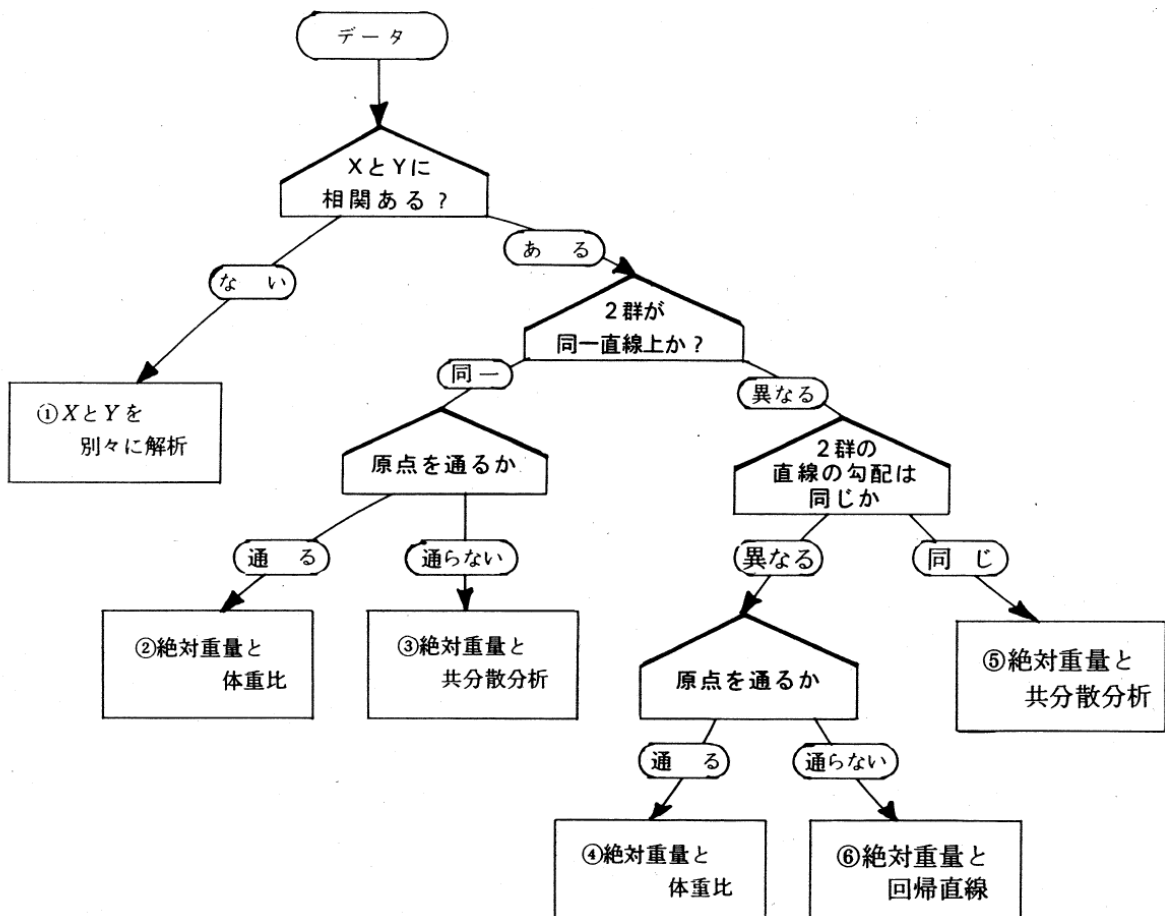 データ
XとYに
相関ある？
ない
ある
2群が
同一直線上か？
同一
異なる
①XとYを
別々に解析
原点を通るか
2群の
直線の勾配は
同じか
通る
通らない
異なる
同じ
②絶対重量と
体重比
③絶対重量と
共分散分析
原点を通るか
⑤絶対重量と
共分散分析
通る
通らない
④絶対重量と
体重比
⑥絶対重量と
回帰直線